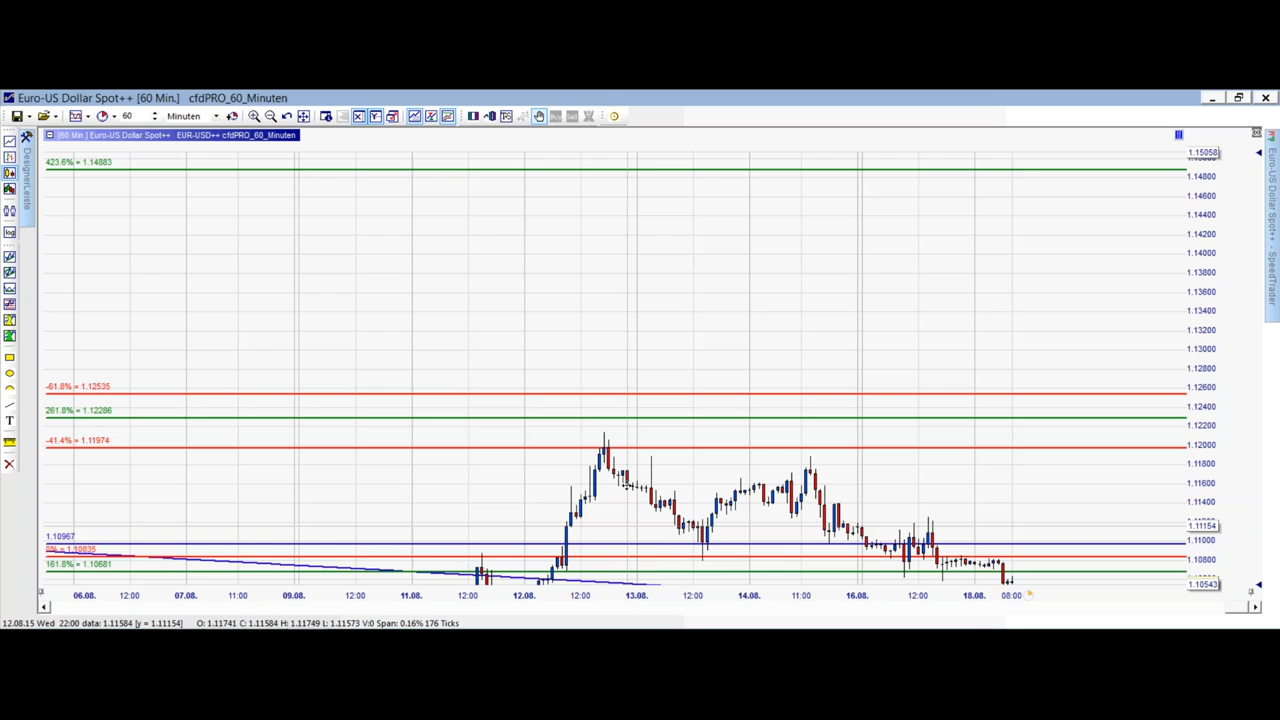 Euro-US Dollar Spot++ [60 Min.] cfdPRO_60_Minuten
60 Minuten
[60 Min.] Euro-US Dollar Spot++ EUR-USD++ cfdPRO_60_Minuten
DesignerLeiste
log
T
423.6% = 1.14883
-61.8% = 1.12535
261.8% = 1.12286
-41.4% = 1.11974
1.10967
0% = 1.10835
161.8% = 1.10681
1.15058
1.14800
1.14600
1.14400
1.14200
1.14000
1.13800
1.13600
1.13400
1.13200
1.13000
1.12800
1.12600
1.12400
1.12200
1.12000
1.11800
1.11600
1.11400
1.11154
1.11000
1.10800
1.10543
Euro-US Dollar Spot++ - SpeedTrader
06.08. 12:00 07.08. 11:00 09.08. 12:00 11.08. 12:00 12.08. 12:00 13.08. 12:00 14.08. 11:00 16.08. 12:00 18.08. 08:00
12.08.15 Wed 22:00 data: 1.11584 [y = 1.11154) O: 1.11741 C: 1.11584 H: 1.11749 L: 1.11573 V:0 Span: 0.16% 176 Ticks